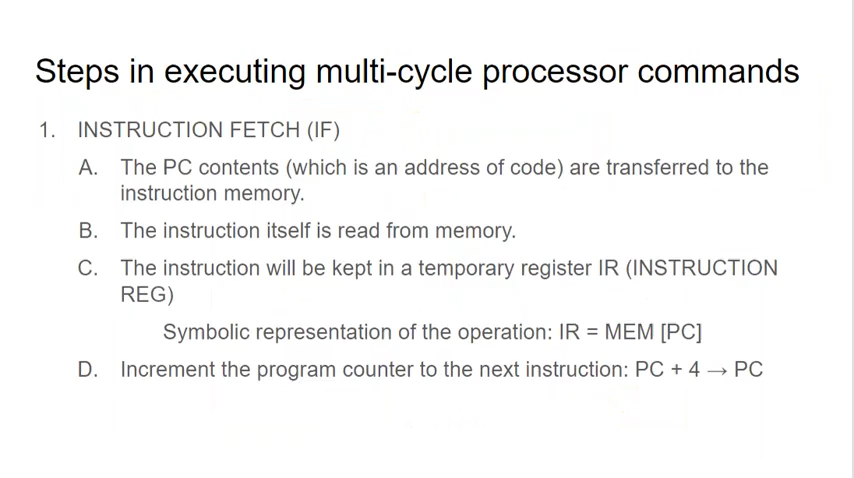 Steps in executing multi-cycle processor commands
1. INSTRUCTION FETCH (IF)
A. The PC contents (which is an address of code) are transferred to the
instruction memory.
B. The instruction itself is read from memory.
C. The instruction will be kept in a temporary register IR (INSTRUCTION
REG)
Symbolic representation of the operation: IR = MEM [PC]
D. Increment the program counter to the next instruction: PC + 4 → PC